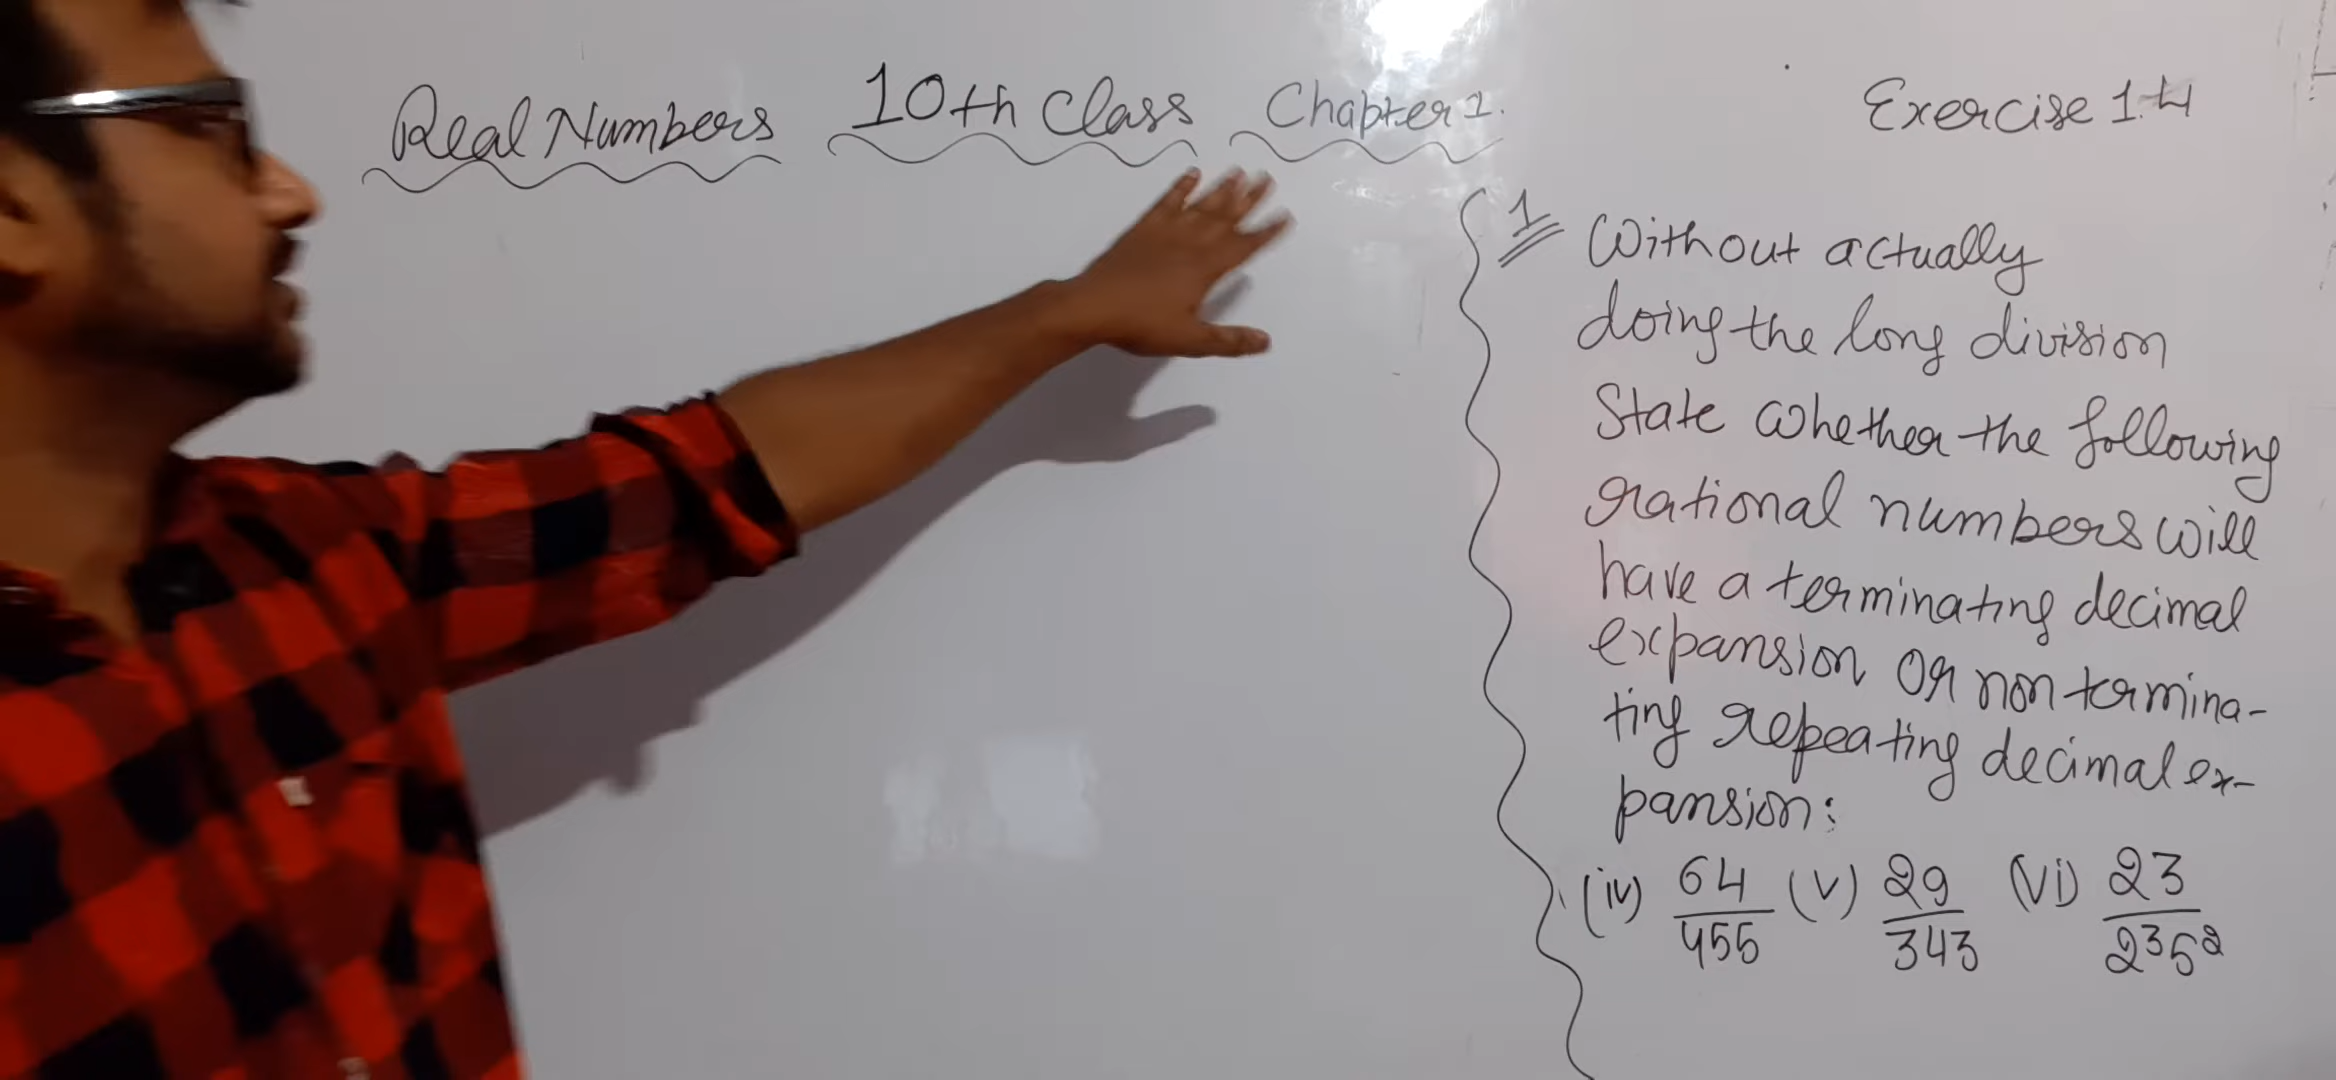 Real Numbers 10th Class Chapter 1. Exercise 1.4
1 Without actually
doing the long division
State whether the following
rational numbers will
have a terminating decimal
expansion or non termina-
ting repeating decimal ex-
pansion:
(iv) 64/455 (v) 29/343 (vi) 23/2³5²